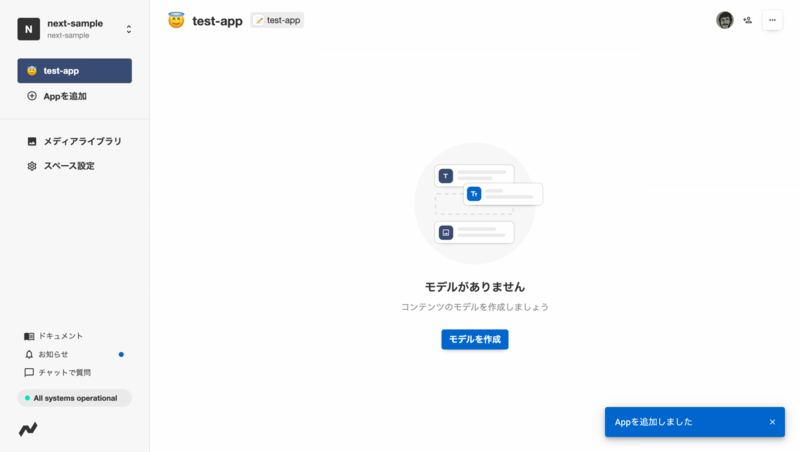 N
next-sample
next-sample
test-app
Appを追加
メディアライブラリ
スペース設定
ドキュメント
お知らせ
チャットで質問
All systems operational
test-app
test-app
T
Tт
モデルがありません
コンテンツのモデルを作成しましょう
モデルを作成
Appを追加しました